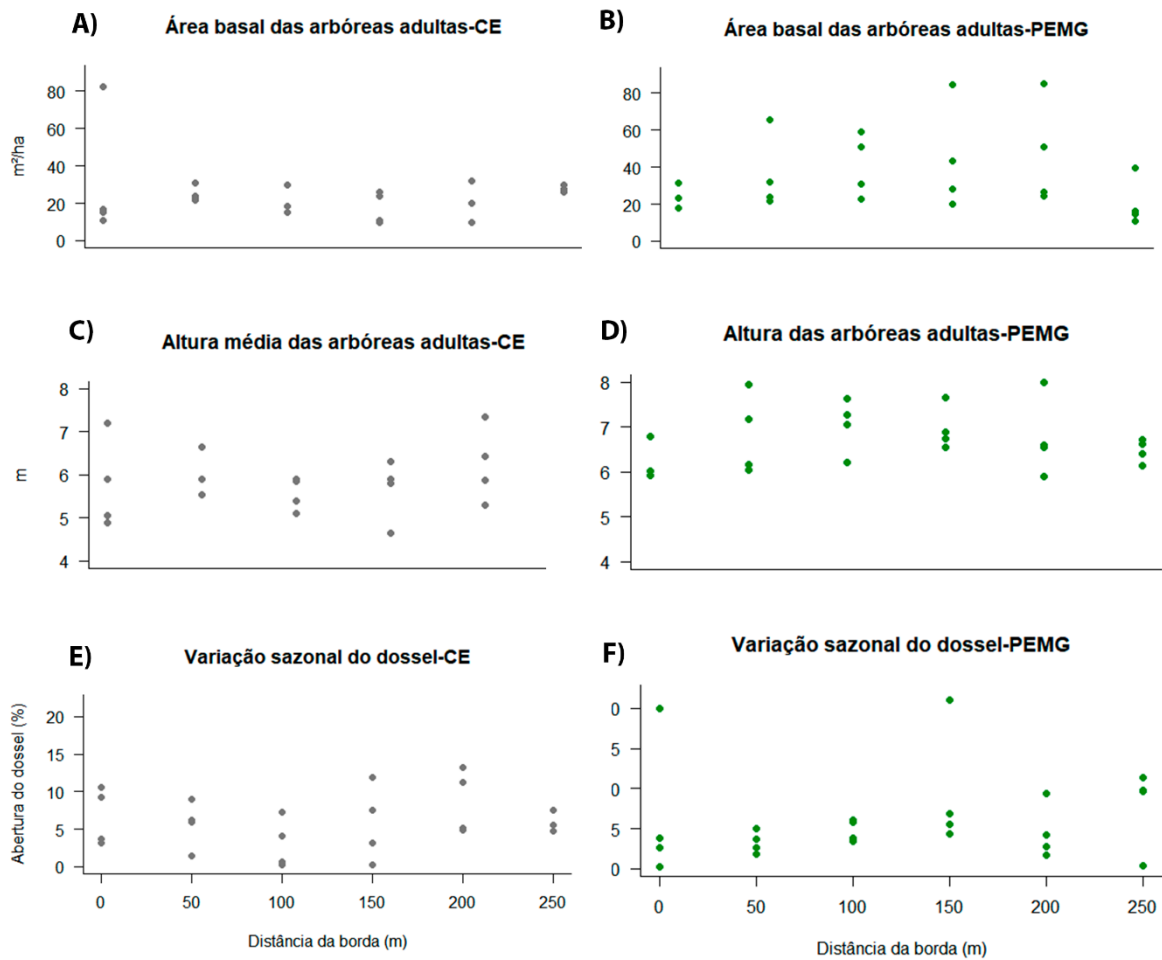 A) Área basal das arbóreas adultas-CE
m²/ha
80
60
40
20
0
B) Área basal das arbóreas adultas-PEMG
80
60
40
20
0
C) Altura média das arbóreas adultas-CE
m
8
7
6
5
4
D) Altura das arbóreas adultas-PEMG
8
7
6
5
4
E) Variação sazonal do dossel-CE
Abertura do dossel (%)
20
15
10
5
0
0 50 100 150 200 250
Distância da borda (m)
F) Variação sazonal do dossel-PEMG
0
5
0
5
0
0 50 100 150 200 250
Distância da borda (m)